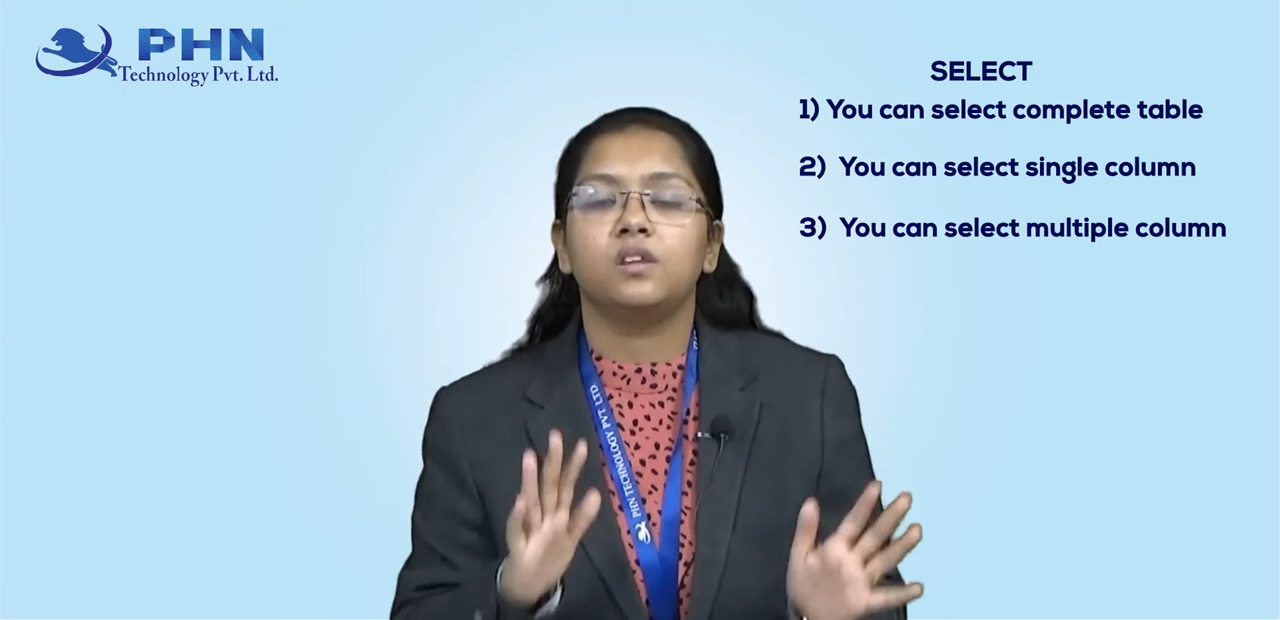 PHN
Technology Pvt. Ltd.
SELECT
1) You can select complete table
2) You can select single column
3) You can select multiple column
PHN TECHNOLOGY PVT. LTD.